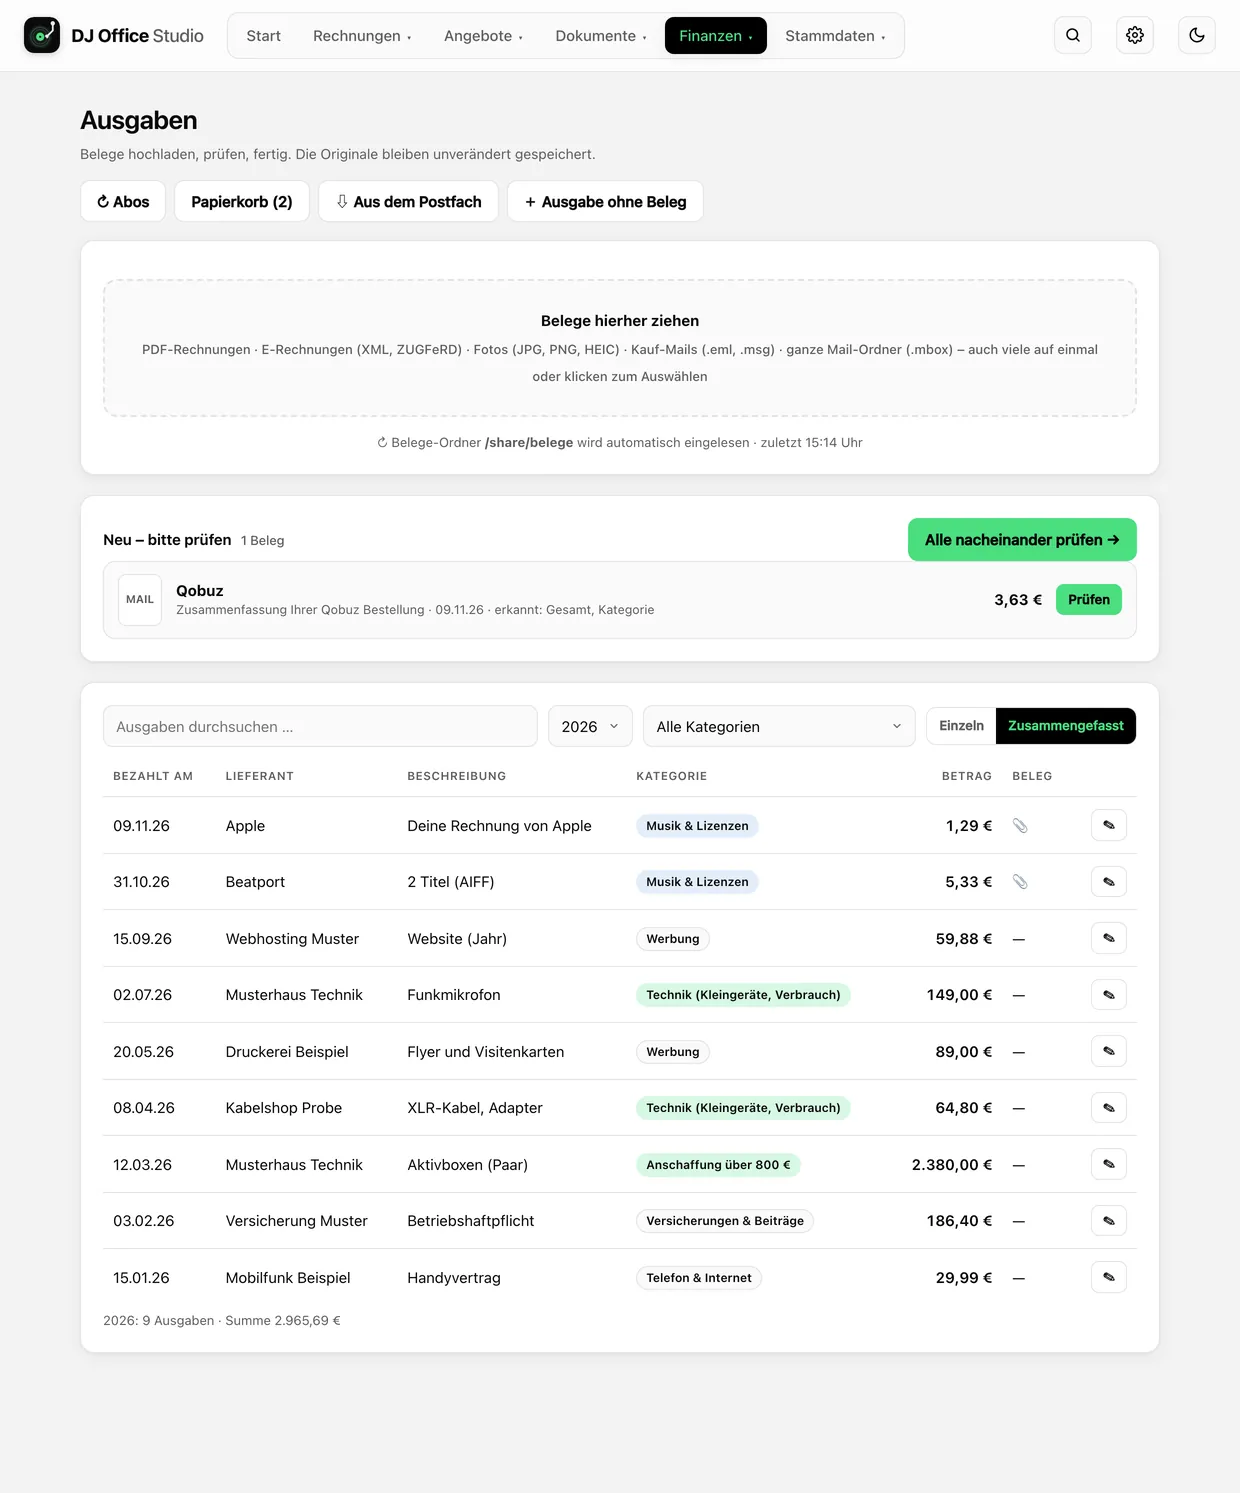 DJ Office Studio
Start
Rechnungen
Angebote
Dokumente
Finanzen
Stammdaten
Ausgaben
Belege hochladen, prüfen, fertig. Die Originale bleiben unverändert gespeichert.
↻ Abos
Papierkorb (2)
⇩ Aus dem Postfach
+ Ausgabe ohne Beleg
Belege hierher ziehen
PDF-Rechnungen · E-Rechnungen (XML, ZUGFeRD) · Fotos (JPG, PNG, HEIC) · Kauf-Mails (.eml, .msg) · ganze Mail-Ordner (.mbox) – auch viele auf einmal
oder klicken zum Auswählen
↻ Belege-Ordner /share/belege wird automatisch eingelesen · zuletzt 15:14 Uhr
Neu – bitte prüfen 1 Beleg
Alle nacheinander prüfen →
MAIL
Qobuz
Zusammenfassung Ihrer Qobuz Bestellung · 09.11.26 · erkannt: Gesamt, Kategorie
3,63 €
Prüfen
Ausgaben durchsuchen ...
2026
Alle Kategorien
Einzeln
Zusammengefasst
BEZAHLT AM LIEFERANT BESCHREIBUNG KATEGORIE BETRAG BELEG
09.11.26 Apple Deine Rechnung von Apple Musik & Lizenzen 1,29 €
31.10.26 Beatport 2 Titel (AIFF) Musik & Lizenzen 5,33 €
15.09.26 Webhosting Muster Website (Jahr) Werbung 59,88 € —
02.07.26 Musterhaus Technik Funkmikrofon Technik (Kleingeräte, Verbrauch) 149,00 € —
20.05.26 Druckerei Beispiel Flyer und Visitenkarten Werbung 89,00 € —
08.04.26 Kabelshop Probe XLR-Kabel, Adapter Technik (Kleingeräte, Verbrauch) 64,80 € —
12.03.26 Musterhaus Technik Aktivboxen (Paar) Anschaffung über 800 € 2.380,00 € —
03.02.26 Versicherung Muster Betriebshaftpflicht Versicherungen & Beiträge 186,40 € —
15.01.26 Mobilfunk Beispiel Handyvertrag Telefon & Internet 29,99 € —
2026: 9 Ausgaben · Summe 2.965,69 €